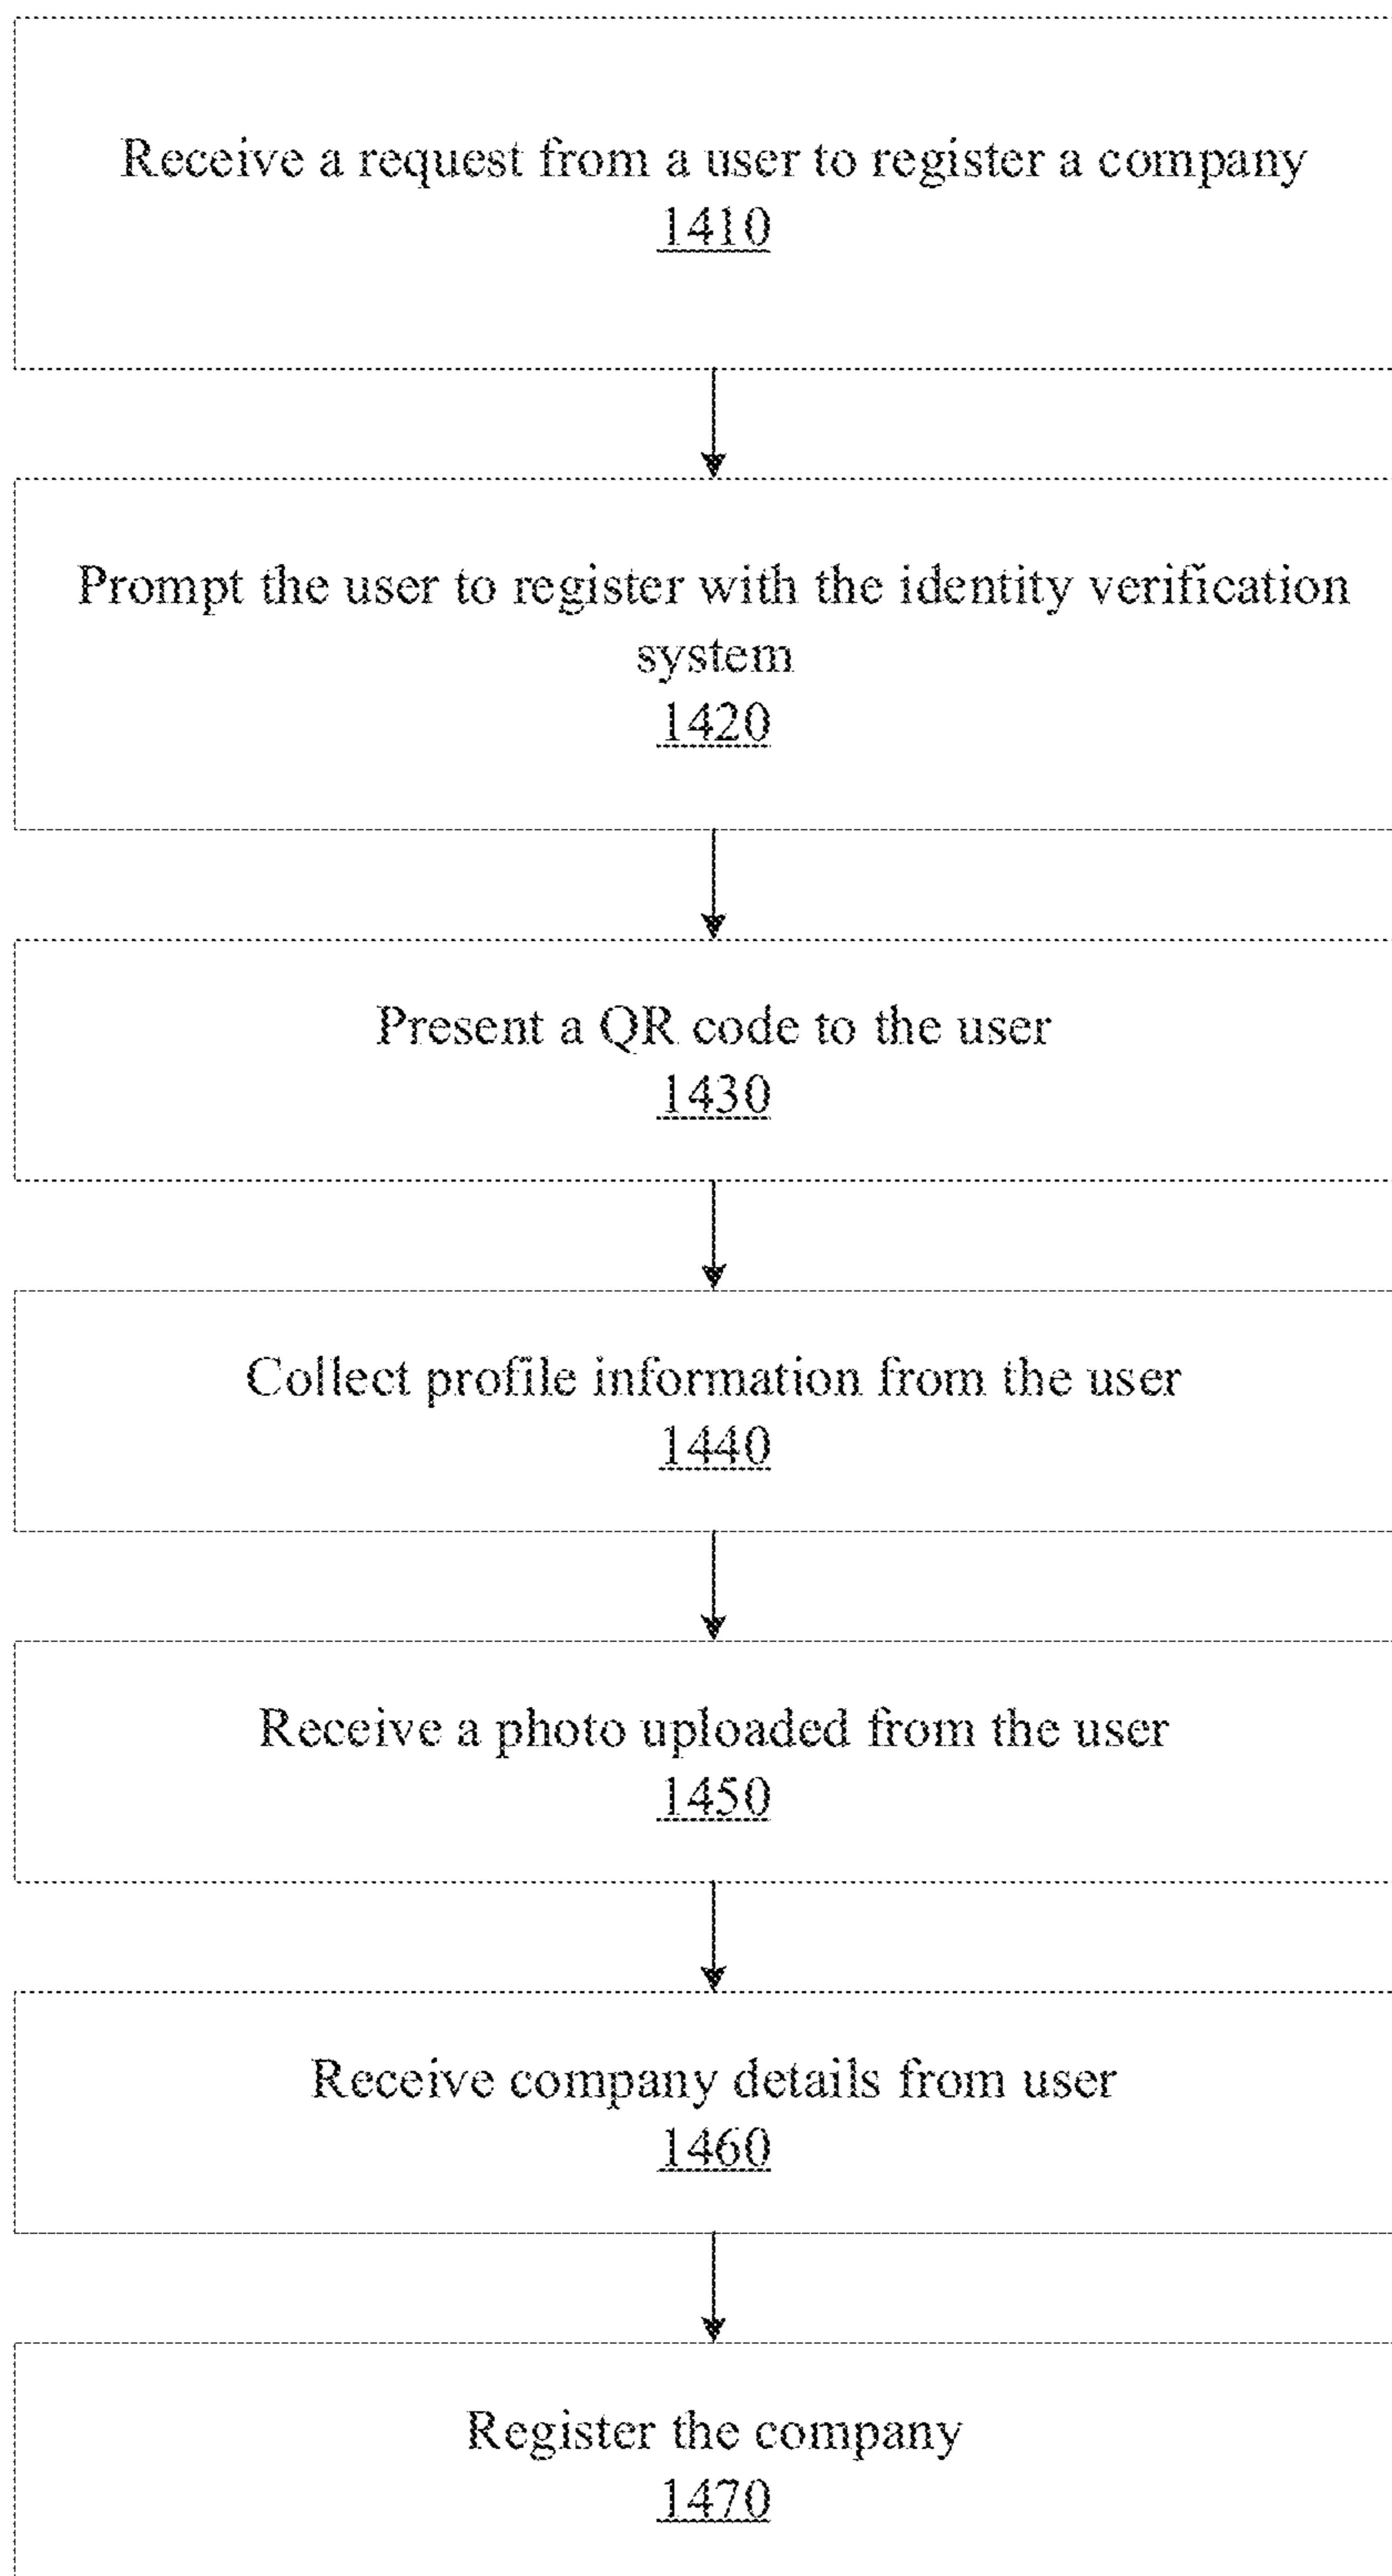 Receive a request from a user to register a company
1410
Prompt the user to register with the identity verification
system
1420
Present a QR code to the user
1430
Collect profile information from the user
1440
Receive a photo uploaded from the user
1450
Receive company details from user
1460
Register the company
1470